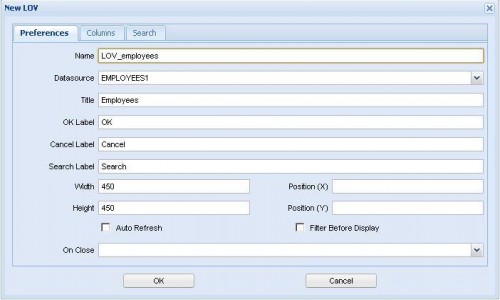 New LOV
Preferences Columns Search
Name LOV_employees
Datasource EMPLOYEES1
Title Employees
OK Label OK
Cancel Label Cancel
Search Label Search
Width 450 Position (X)
Height 450 Position (Y)
Auto Refresh Filter Before Display
On Close
OK Cancel